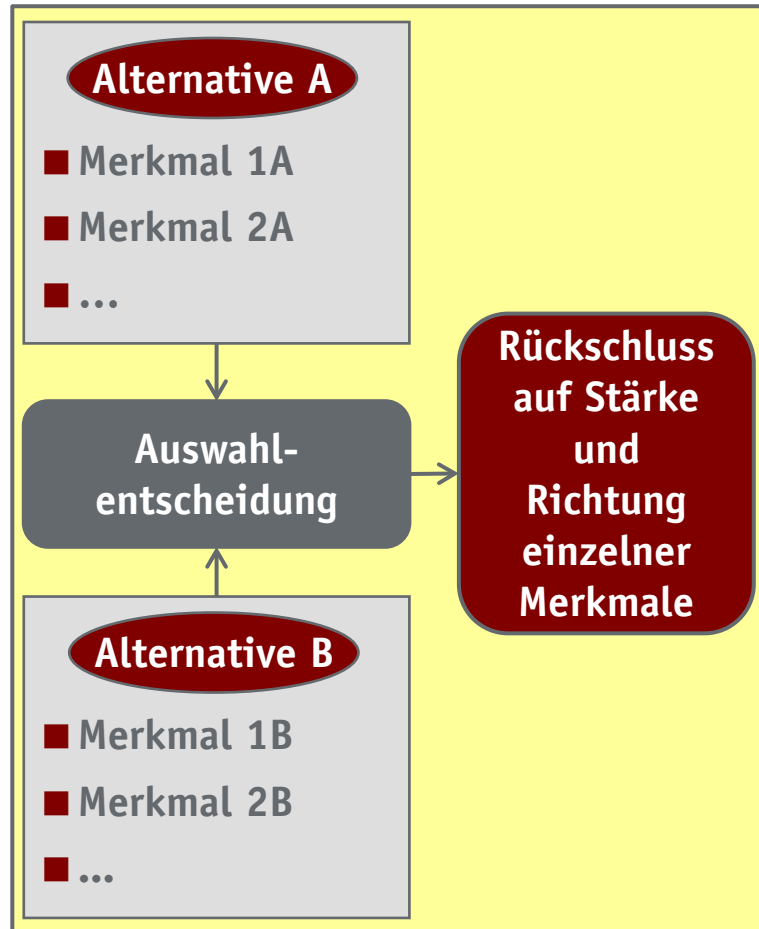 Alternative A
Merkmal 1A
Merkmal 2A
...
Auswahl-
entscheidung
Rückschluss
auf Stärke
und
Richtung
einzelner
Merkmale
Alternative B
Merkmal 1B
Merkmal 2B
...